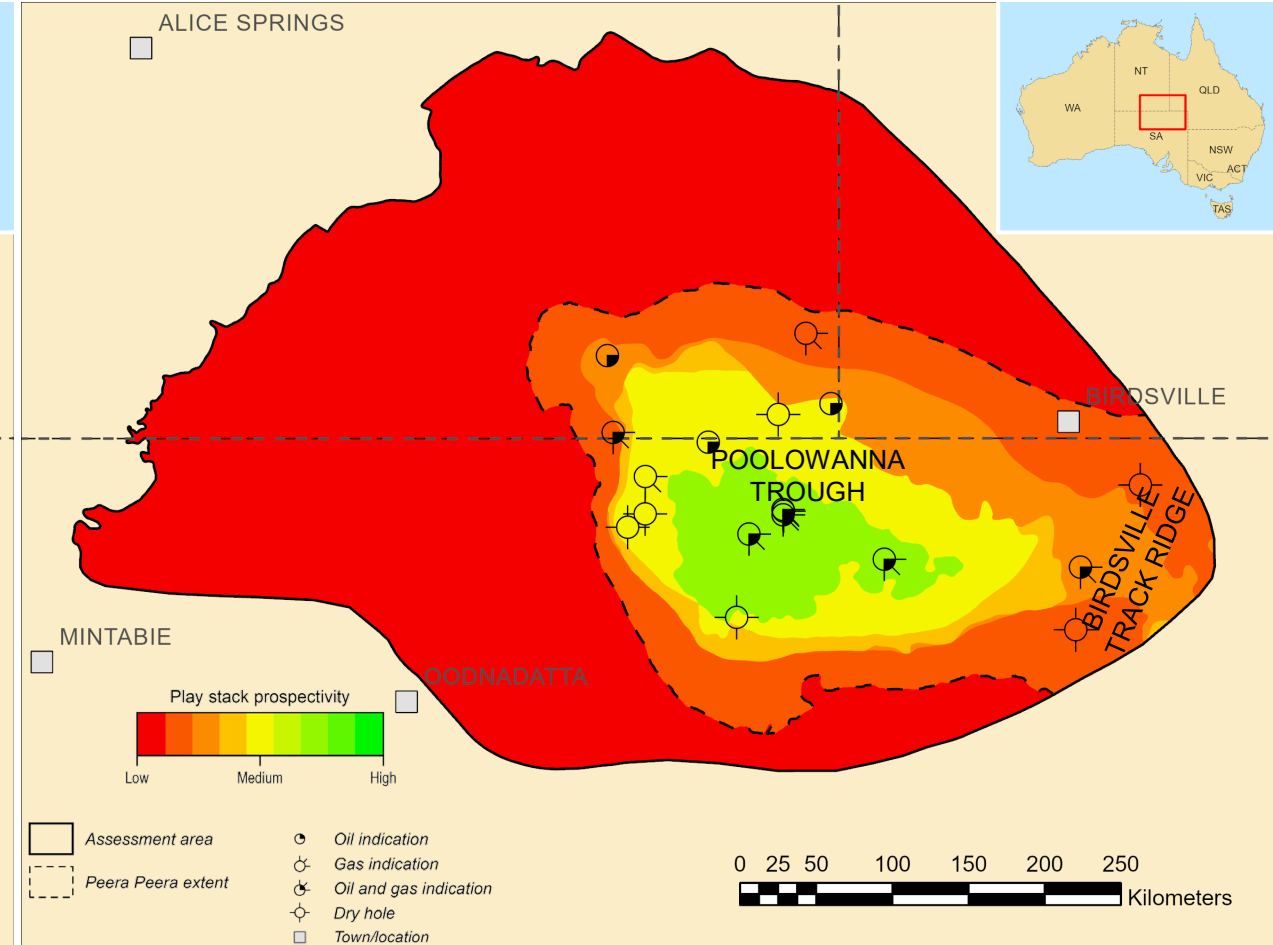 ALICE SPRINGS
NT
QLD
WA
SA
NSW
ACT
VIC
TAS
BIRDSVILLE
POOLOWANNA
TROUGH
BIRDSVILLE
TRACK RIDGE
MINTABIE
OODNADATTA
Play stack prospectivity
Low Medium High
Assessment area
Peera Peera extent
Oil indication
Gas indication
Oil and gas indication
Dry hole
Town/location
0 25 50 100 150 200 250
Kilometers